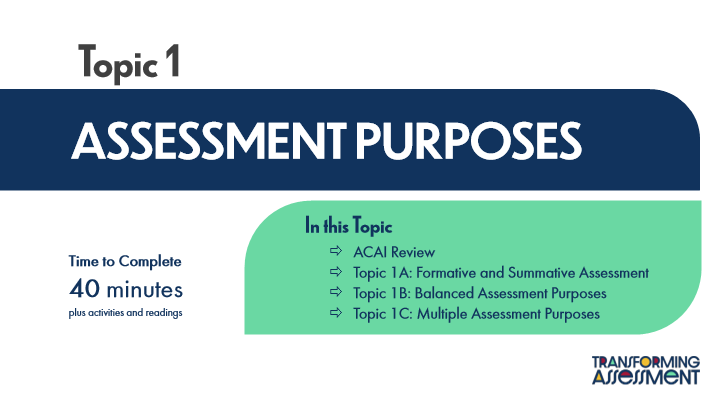 Topic 1
ASSESSMENT PURPOSES
In this Topic
⇨ ACAI Review
⇨ Topic 1A: Formative and Summative Assessment
⇨ Topic 1B: Balanced Assessment Purposes
⇨ Topic 1C: Multiple Assessment Purposes
Time to Complete
40 minutes
plus activities and readings
TRANSFORMING
ASSESSMENT